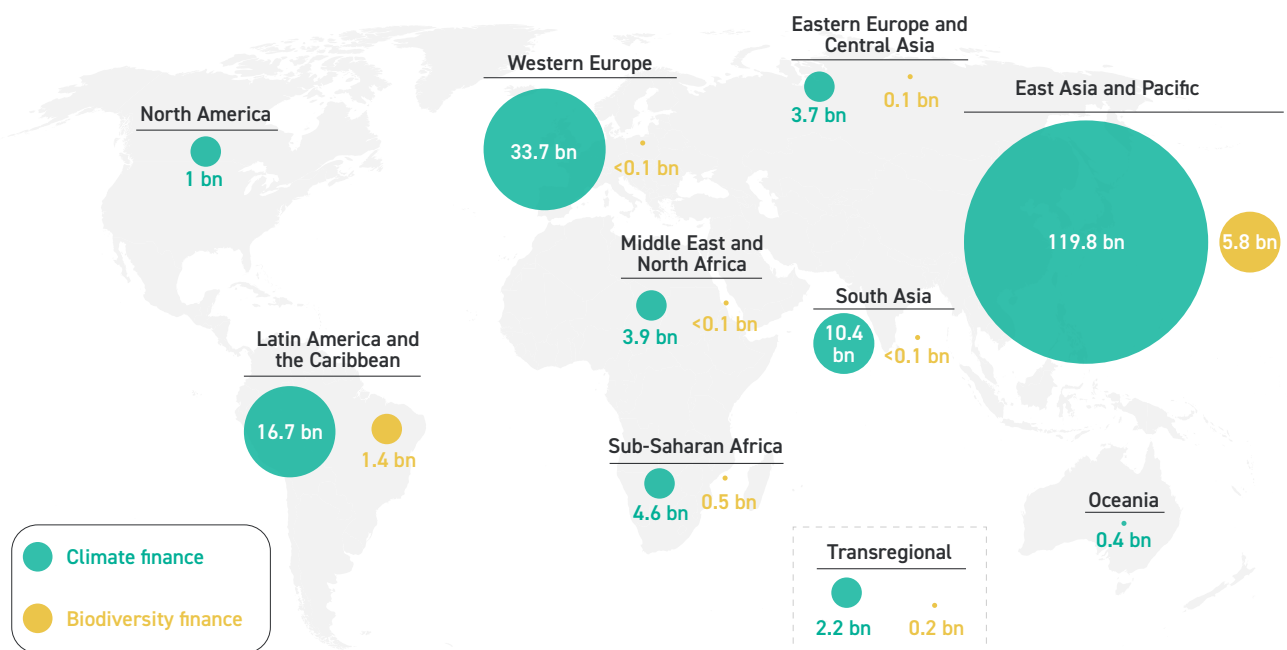 North America
1 bn
Western Europe
33.7 bn
<0.1 bn
Eastern Europe and
Central Asia
3.7 bn
0.1 bn
East Asia and Pacific
119.8 bn
5.8 bn
Middle East and
North Africa
3.9 bn
<0.1 bn
South Asia
10.4
bn
<0.1 bn
Latin America and
the Caribbean
16.7 bn
1.4 bn
Sub-Saharan Africa
4.6 bn
0.5 bn
Oceania
0.4 bn
Transregional
2.2 bn
0.2 bn
Climate finance
Biodiversity finance